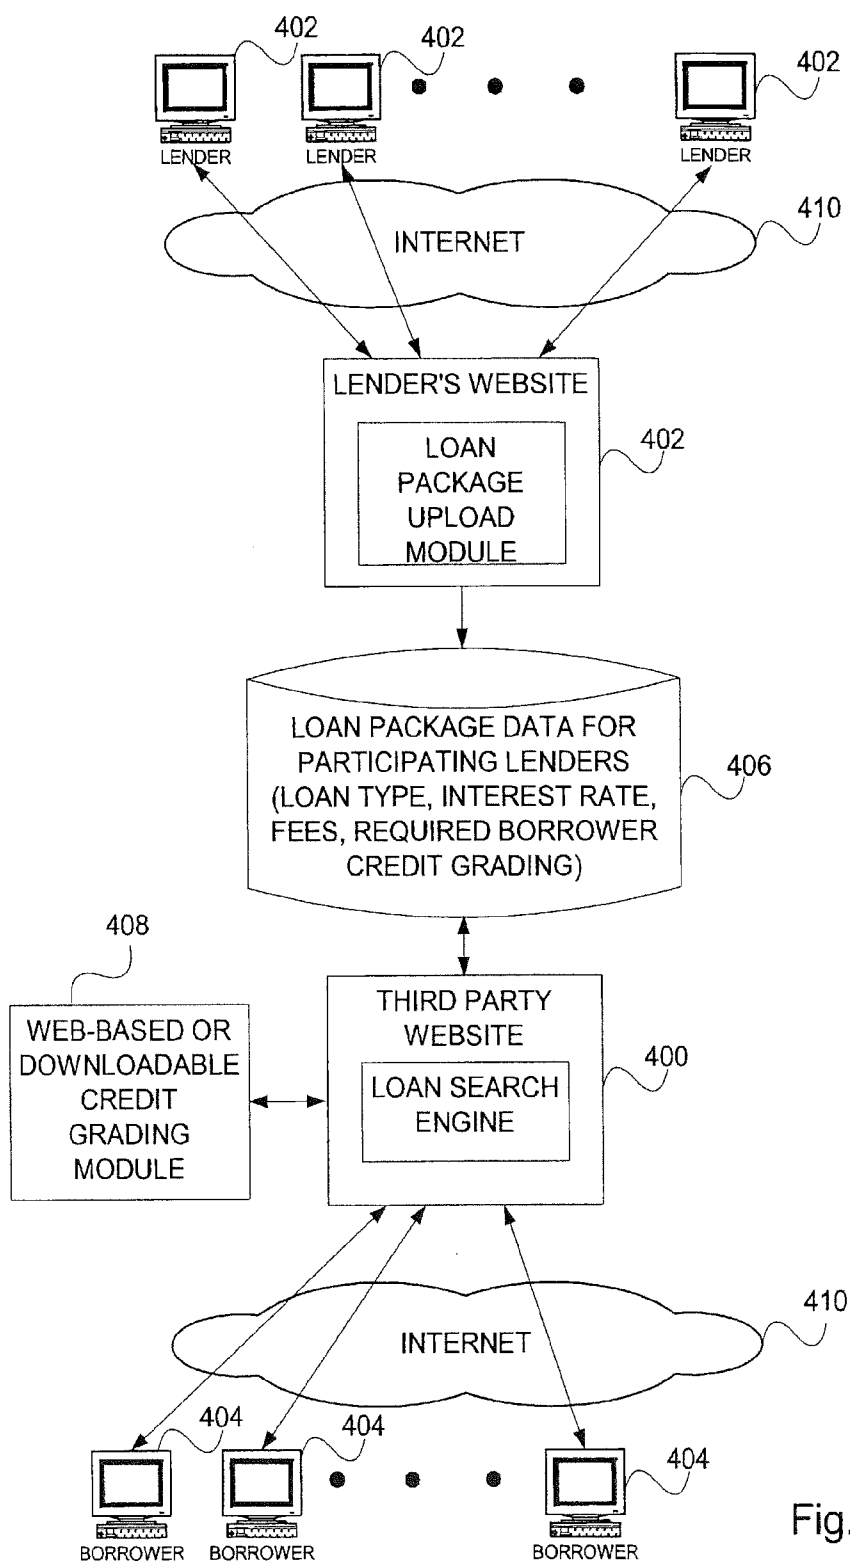 402
402
402
LENDER
LENDER
LENDER
410
INTERNET
LENDER'S WEBSITE
402
LOAN
PACKAGE
UPLOAD
MODULE
LOAN PACKAGE DATA FOR
PARTICIPATING LENDERS
(LOAN TYPE, INTEREST RATE,
FEES, REQUIRED BORROWER
CREDIT GRADING)
406
408
WEB-BASED OR
DOWNLOADABLE
CREDIT
GRADING
MODULE
THIRD PARTY
WEBSITE
400
LOAN SEARCH
ENGINE
410
INTERNET
404
404
404
BORROWER
BORROWER
BORROWER
Fig.